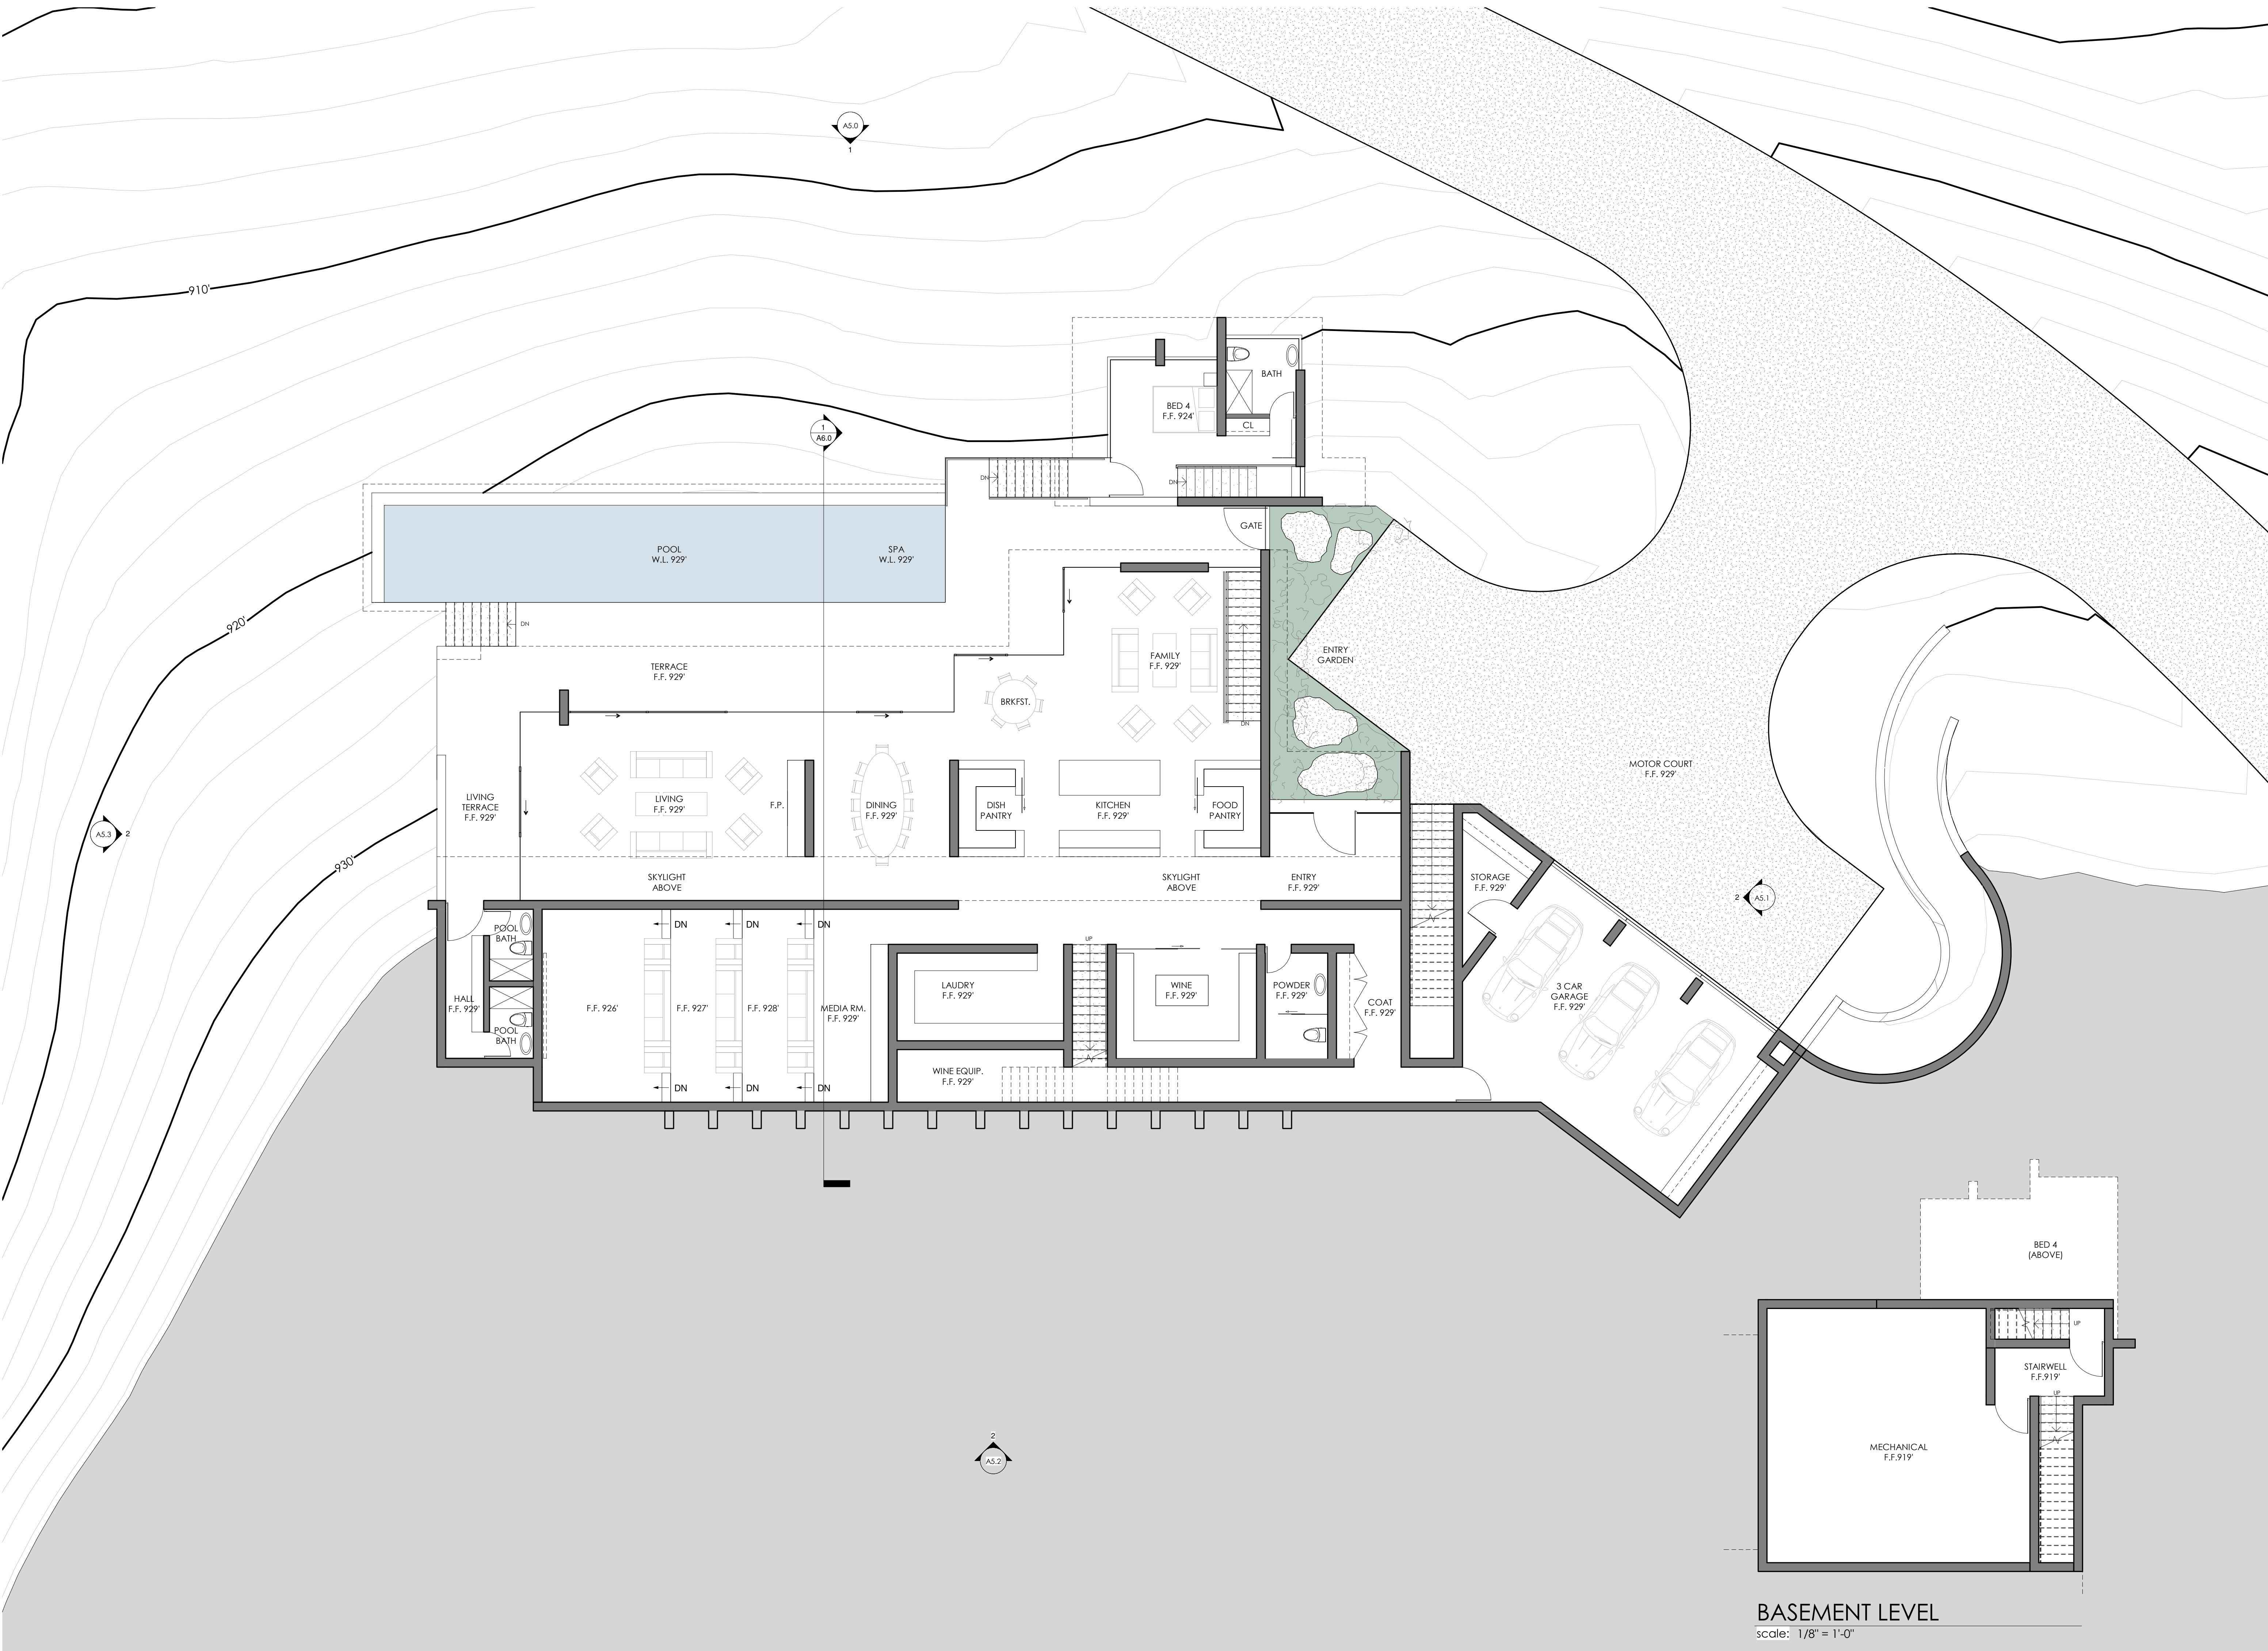 A5.0
1
910'
BATH
BED 4
F.F. 924'
CL
1
A6.0
DN
DN
GATE
POOL
W.L. 929'
SPA
W.L. 929'
920'
DN
TERRACE
F.F. 929'
FAMILY
F.F. 929'
ENTRY
GARDEN
BRKFST.
DN
MOTOR COURT
F.F. 929'
LIVING
TERRACE
F.F. 929'
LIVING
F.F. 929'
F.P.
DINING
F.F. 929'
DISH
PANTRY
KITCHEN
F.F. 929'
FOOD
PANTRY
A5.3
2
930'
SKYLIGHT
ABOVE
SKYLIGHT
ABOVE
ENTRY
F.F. 929'
STORAGE
F.F. 929'
2
A5.1
POOL
BATH
DN
DN
DN
UP
HALL
F.F. 929'
F.F. 926'
F.F. 927'
F.F. 928'
MEDIA RM.
F.F. 929'
LAUDRY
F.F. 929'
WINE
F.F. 929'
POWDER
F.F. 929'
COAT
F.F. 929'
3 CAR
GARAGE
F.F. 929'
POOL
BATH
WINE EQUIP.
F.F. 929'
DN
DN
DN
BED 4
(ABOVE)
UP
STAIRWELL
F.F.919'
UP
MECHANICAL
F.F.919'
2
A5.2
BASEMENT LEVEL
scale: 1/8" = 1'-0"